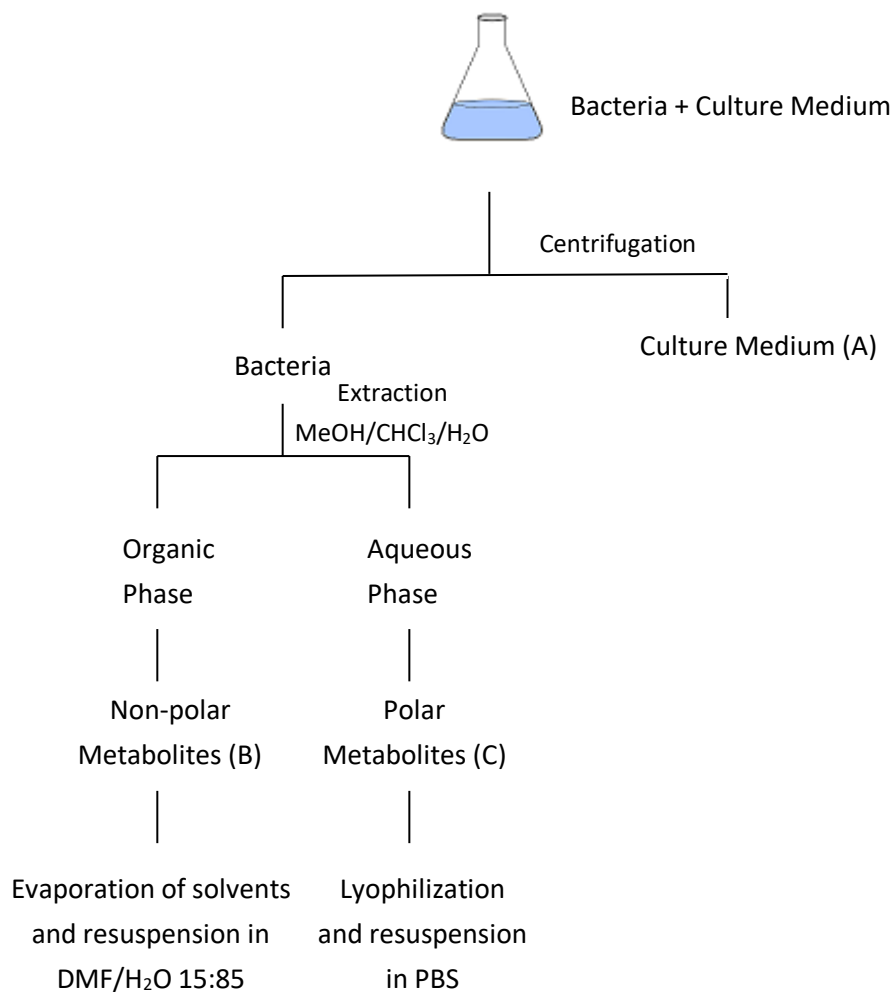 Bacteria + Culture Medium
Centrifugation
Culture Medium (A)
Bacteria
Extraction
MeOH/CHCl₃/H₂O
Organic
Phase
Aqueous
Phase
Non-polar
Metabolites (B)
Polar
Metabolites (C)
Evaporation of solvents
and resuspension in
DMF/H₂O 15:85
Lyophilization
and resuspension
in PBS